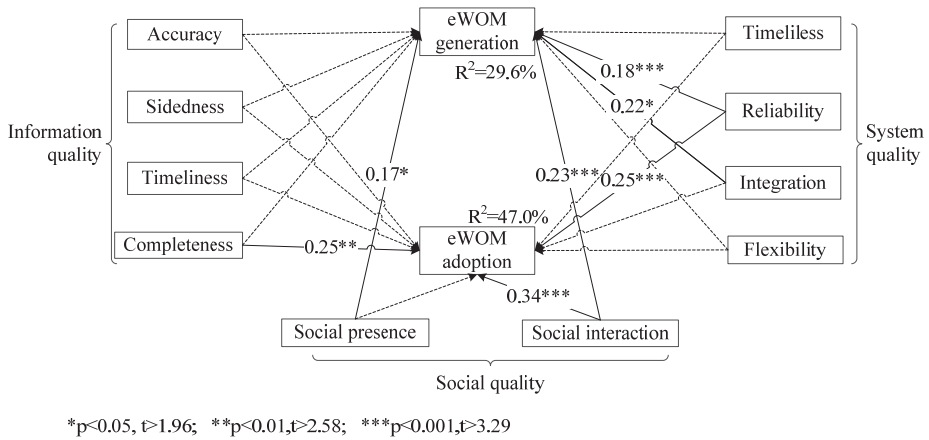 Accuracy
Sidedness
Timeliness
Completeness
Information
quality
eWOM
generation
R²=29.6%
R²=47.0%
eWOM
adoption
Timeliless
Reliability
Integration
Flexibility
System
quality
0.18***
0.22*
0.17*
0.23***
0.25***
0.25**
0.34***
Social presence
Social interaction
Social quality
*p<0.05, t>1.96; **p<0.01,t>2.58; ***p<0.001,t>3.29